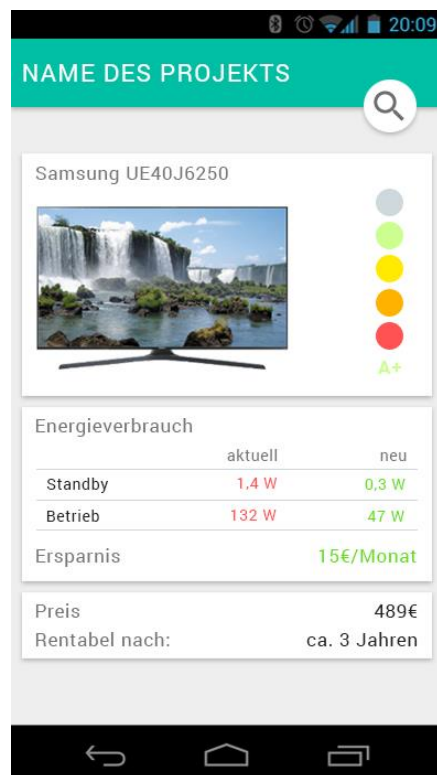 20:09
NAME DES PROJEKTS
Samsung UE40J6250
A+
Energieverbrauch
aktuell neu
Standby 1,4 W 0,3 W
Betrieb 132 W 47 W
Ersparnis 15€/Monat
Preis 489€
Rentabel nach: ca. 3 Jahren